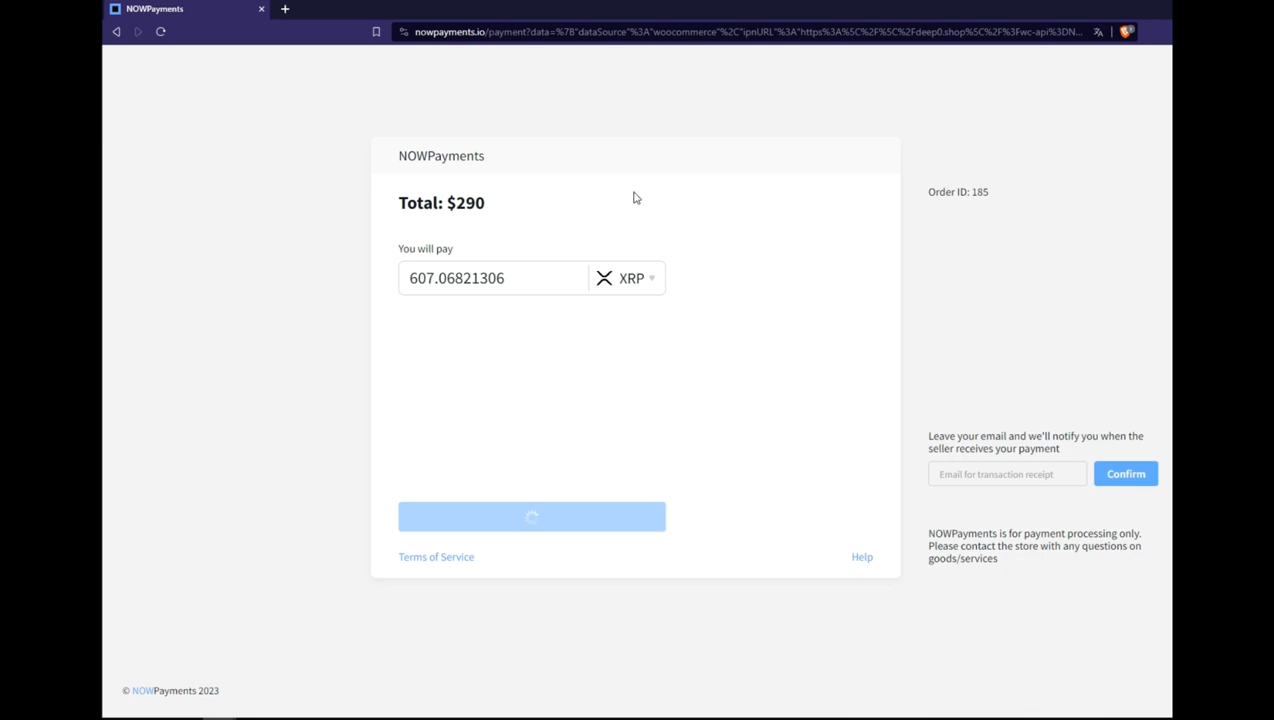 NOWPayments
nowpayments.io/payment?data=%7B"dataSource"%3A"woocommerce"%2C"ipnURL"%3A"https%3A%5C%2F%5C%2Fdeep0.shop%5C%2F%3Fwc-api%3DN...
NOWPayments
Total: $290
Order ID: 185
You will pay
607.06821306 XRP
Leave your email and we'll notify you when the
seller receives your payment
Email for transaction receipt Confirm
NOWPayments is for payment processing only.
Please contact the store with any questions on
goods/services
Terms of Service Help
© NOWPayments 2023